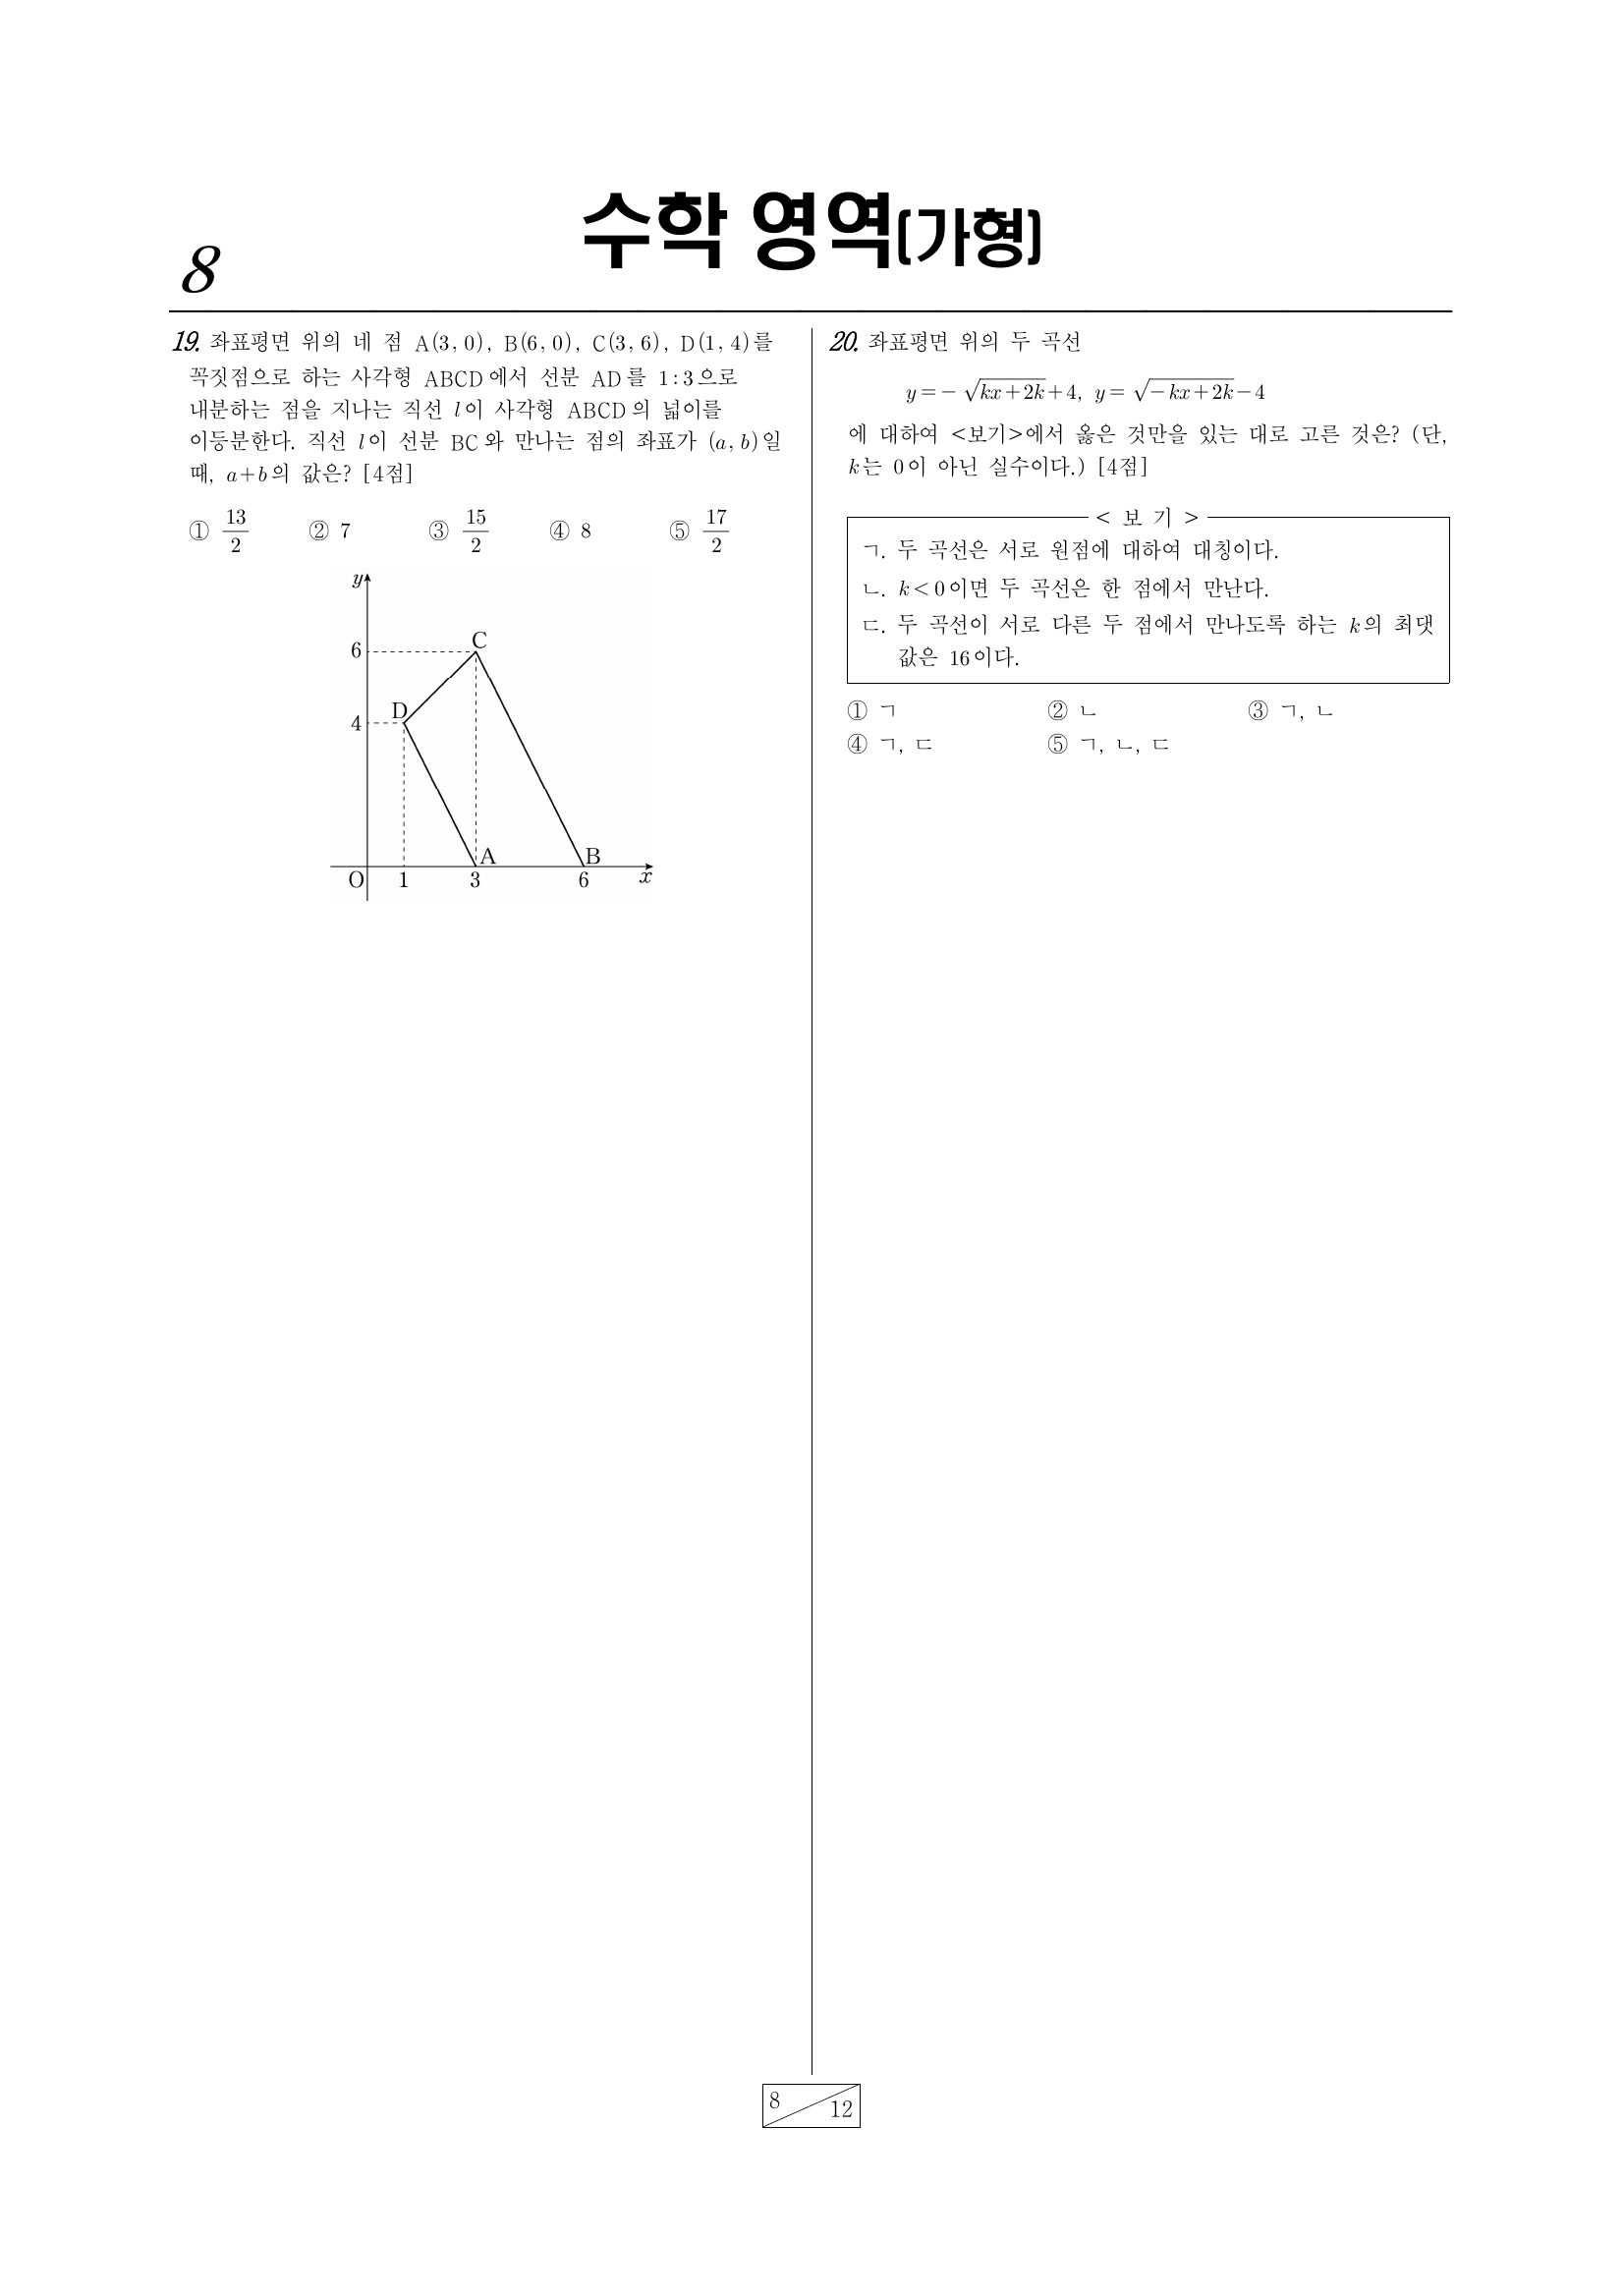 8
수학 영역(가형)
19. 좌표평면 위의 네 점 A(3, 0), B(6, 0), C(3, 6), D(1, 4)를
꼭짓점으로 하는 사각형 ABCD에서 선분 AD를 1:3으로
내분하는 점을 지나는 직선 l이 사각형 ABCD의 넓이를
이등분한다. 직선 l이 선분 BC와 만나는 점의 좌표가 (a, b)일
때, a+b의 값은? [4점]
① 13/2 ② 7 ③ 15/2 ④ 8 ⑤ 17/2
y
C
6
D
4
A B
O 1 3 6 x
20. 좌표평면 위의 두 곡선
y=-√(kx+2k)+4, y=√(-kx+2k)-4
에 대하여 <보기>에서 옳은 것만을 있는 대로 고른 것은? (단,
k는 0이 아닌 실수이다.) [4점]
< 보 기 >
ㄱ. 두 곡선은 서로 원점에 대하여 대칭이다.
ㄴ. k<0이면 두 곡선은 한 점에서 만난다.
ㄷ. 두 곡선이 서로 다른 두 점에서 만나도록 하는 k의 최댓
값은 16이다.
① ㄱ ② ㄴ ③ ㄱ, ㄴ
④ ㄱ, ㄷ ⑤ ㄱ, ㄴ, ㄷ
8 12